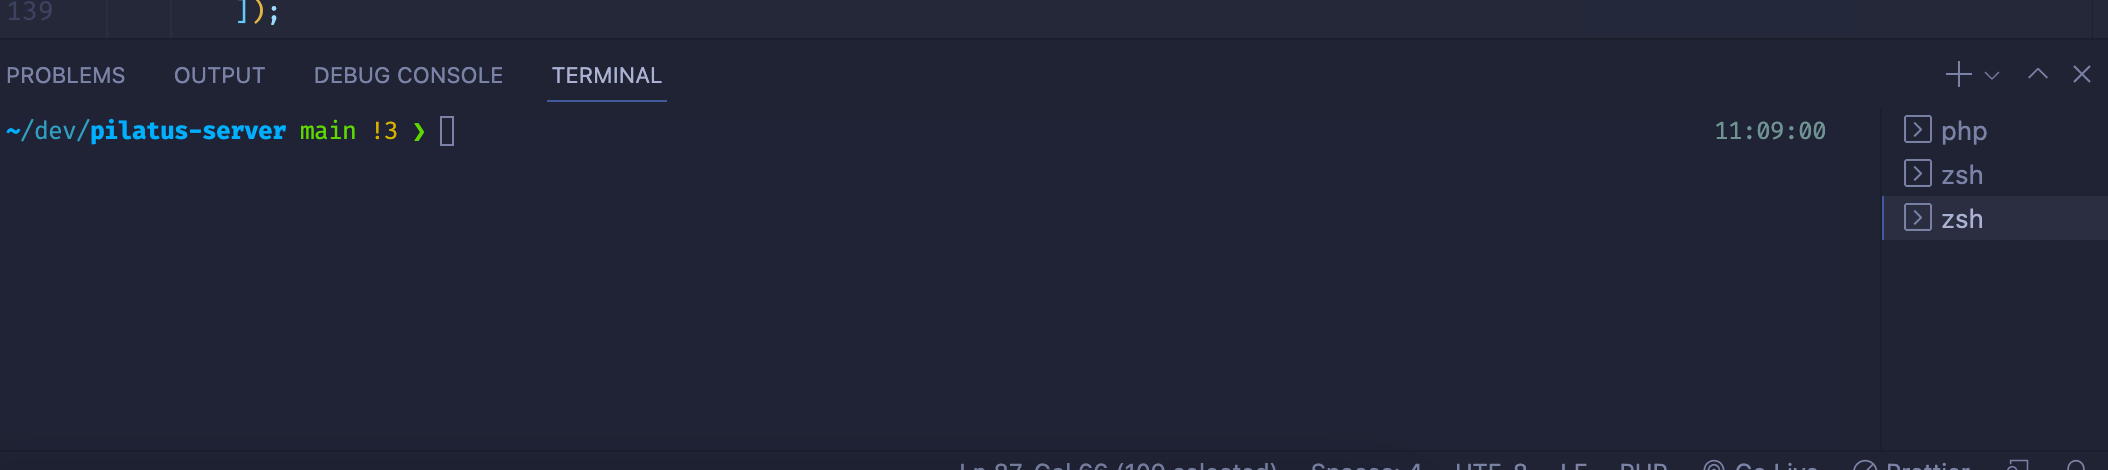 139 ]);
PROBLEMS OUTPUT DEBUG CONSOLE TERMINAL
~/dev/pilatus-server main !3 ❯ 11:09:00
php
zsh
zsh
Ln 87, Col 66 (109 selected) Spaces: 4 UTF-8 LF PHP Go Live Prettier